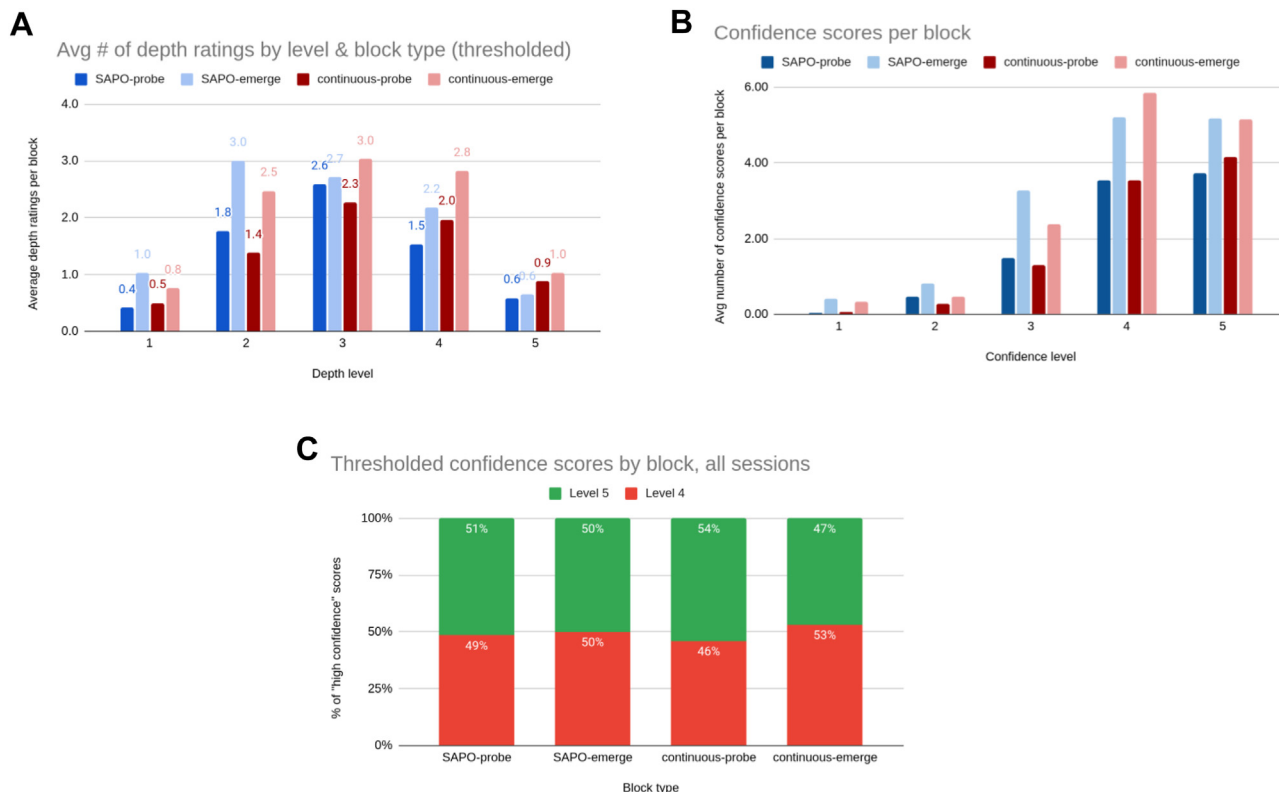 A
Avg # of depth ratings by level & block type (thresholded)
SAPO-probe SAPO-emerge continuous-probe continuous-emerge
Average depth ratings per block
4.0
3.0
2.0
1.0
0.0
0.4 1.0 0.5 0.8
1.8 3.0 1.4 2.5
2.6 2.7 2.3 3.0
1.5 2.2 2.0 2.8
0.6 0.6 0.9 1.0
1 2 3 4 5
Depth level
B
Confidence scores per block
SAPO-probe SAPO-emerge continuous-probe continuous-emerge
Avg number of confidence scores per block
6.00
4.00
2.00
0.00
1 2 3 4 5
Confidence level
C
Thresholded confidence scores by block, all sessions
Level 5 Level 4
% of "high confidence" scores
100%
75%
50%
25%
0%
51% 50% 54% 47%
49% 50% 46% 53%
SAPO-probe SAPO-emerge continuous-probe continuous-emerge
Block type